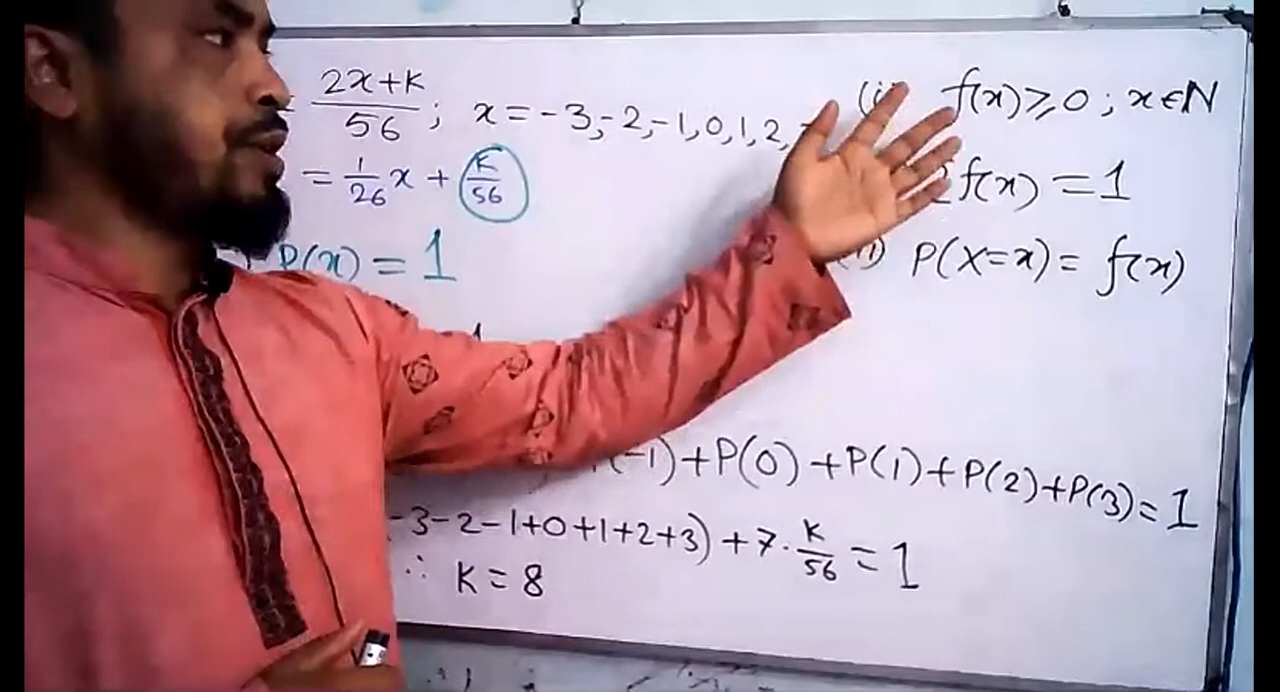 2x+k
56 ; x = -3,-2,-1,0,1,2,
= 1/26 x + k/56
P(x) = 1
(i) f(x)≥0 ; x∈N
f(x) = 1
P(X=x) = f(x)
(-1)+P(0)+P(1)+P(2)+P(3)=1
-3-2-1+0+1+2+3)+7.k/56=1
∴ K=8